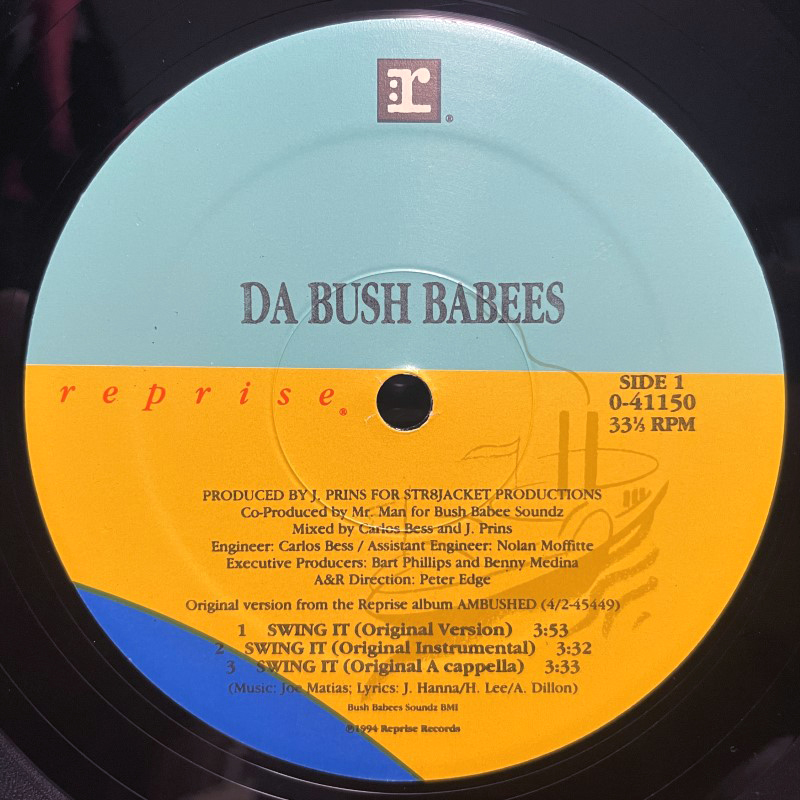 r®
DA BUSH BABEES
reprise®
SIDE 1
0-41150
33⅓ RPM
PRODUCED BY J. PRINS FOR STR8JACKET PRODUCTIONS
Co-Produced by Mr. Man for Bush Babee Soundz
Mixed by Carlos Bess and J. Prins
Engineer: Carlos Bess / Assistant Engineer: Nolan Moffitte
Executive Producers: Bart Phillips and Benny Medina
A&R Direction: Peter Edge
Original version from the Reprise album AMBUSHED (4/2-45449)
1 SWING IT (Original Version) 3:53
2 SWING IT (Original Instrumental) 3:32
3 SWING IT (Original A cappella) 3:33
(Music: Joe Matias; Lyrics: J. Hanna/H. Lee/A. Dillon)
Bush Babees Soundz BMI
℗1994 Reprise Records